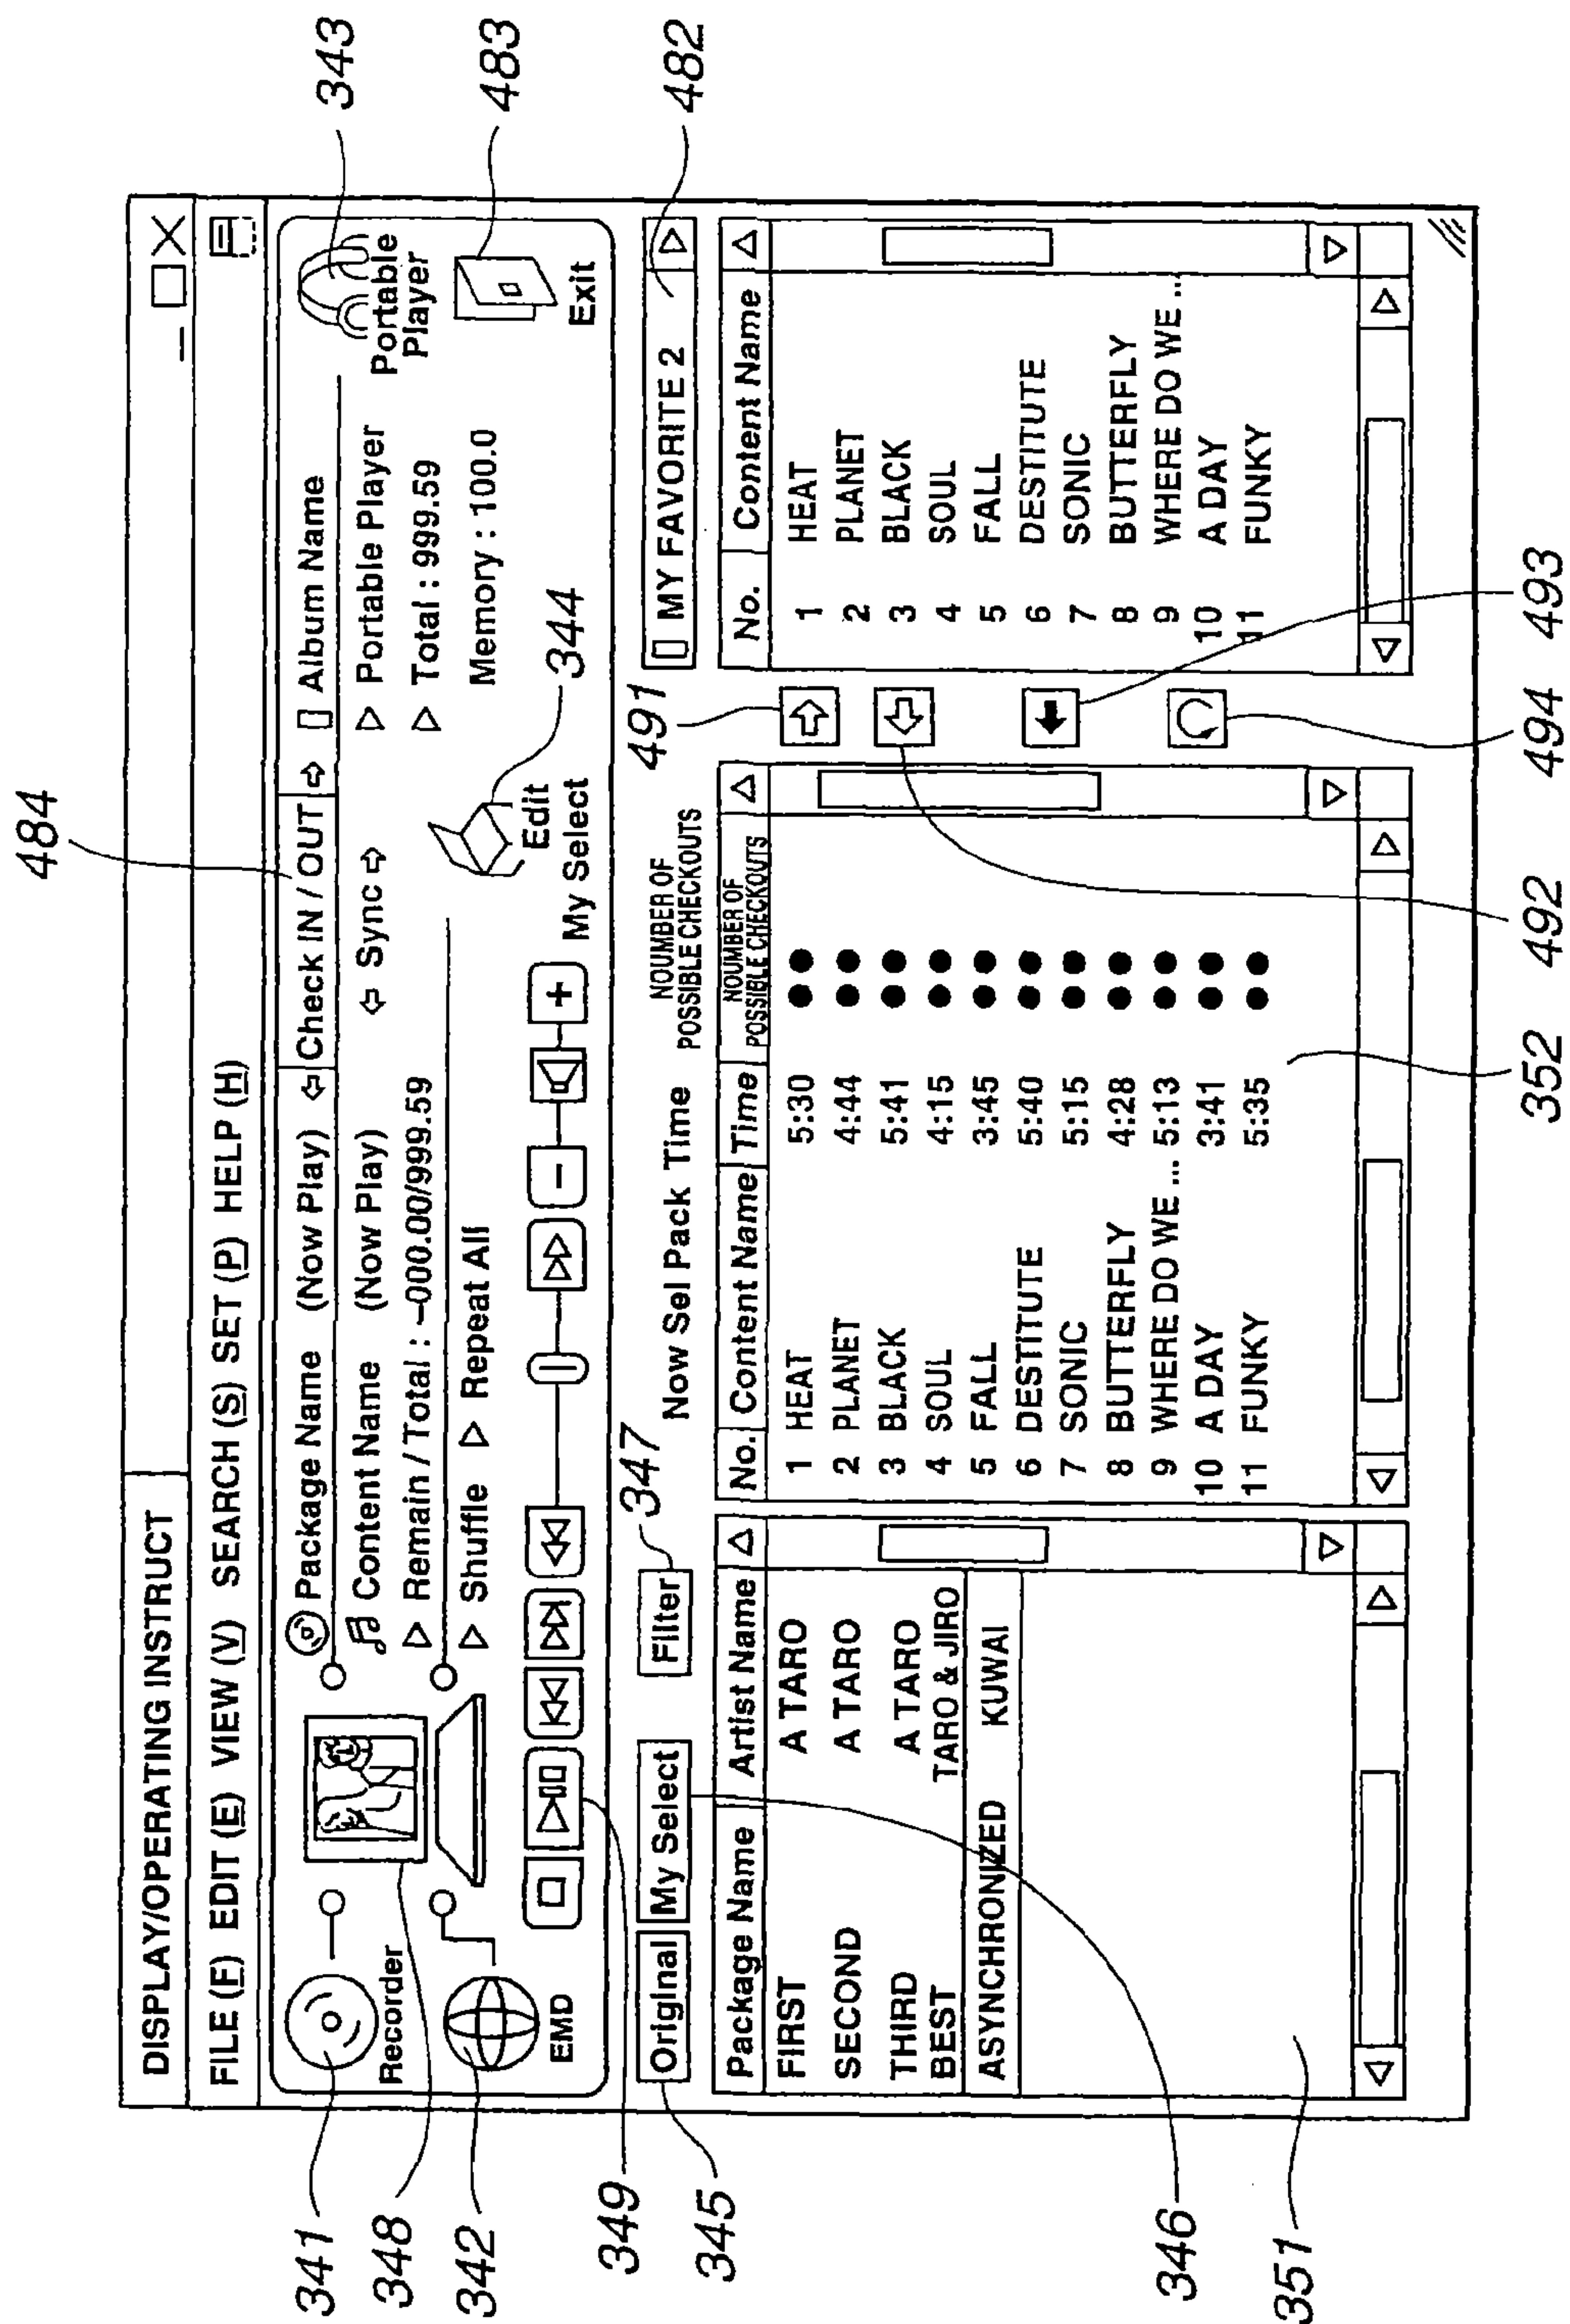 484
DISPLAY/OPERATING INSTRUCT
FILE (F) EDIT (E) VIEW (V) SEARCH (S) SET (P) HELP (H)
341
348
342
349
345
346
351
Recorder
EMD
Package Name (Now Play)
Content Name (Now Play)
Remain / Total : –000.00/999.59
Shuffle Repeat All
Check IN / OUT
Sync
Album Name
Portable Player
Total : 999.59
Memory : 100.0
Portable
Player
Exit
343
483
482
344
Edit
My Select
− +
Original My Select Filter
347
Now Sel Pack Time
NOUMBER OF
POSSIBLE CHECKOUTS
491
MY FAVORITE 2
Package Name Artist Name
FIRST A TARO
SECOND A TARO
THIRD A TARO
BEST TARO & JIRO
ASYNCHRONIZED KUWAI
No. Content Name Time NOUMBER OF
POSSIBLE CHECKOUTS
1 HEAT 5:30
2 PLANET 4:44
3 BLACK 5:41
4 SOUL 4:15
5 FALL 3:45
6 DESTITUTE 5:40
7 SONIC 5:15
8 BUTTERFLY 4:28
9 WHERE DO WE ... 5:13
10 A DAY 3:41
11 FUNKY 5:35
No. Content Name
1 HEAT
2 PLANET
3 BLACK
4 SOUL
5 FALL
6 DESTITUTE
7 SONIC
8 BUTTERFLY
9 WHERE DO WE ...
10 A DAY
11 FUNKY
352 492 494 493